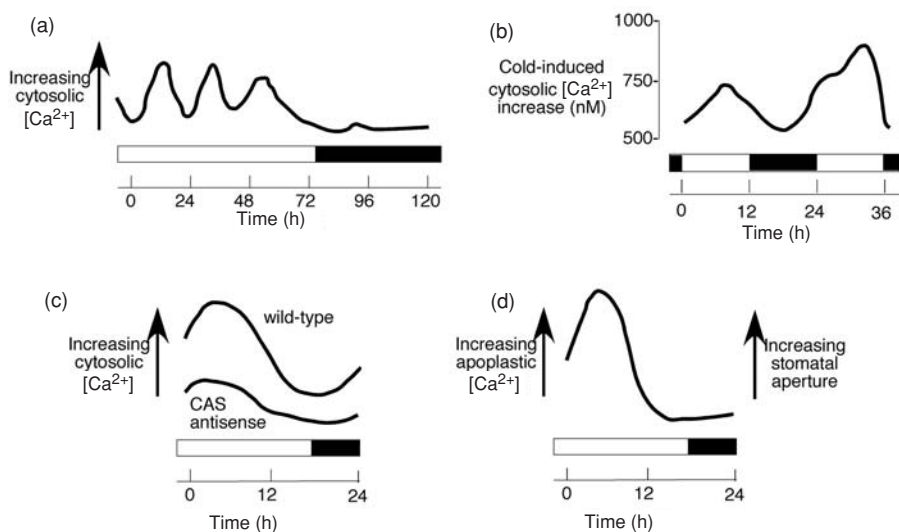 (a)
Increasing
cytosolic
[Ca²⁺]
0 24 48 72 96 120
Time (h)
(b)
Cold-induced
cytosolic [Ca²⁺]
increase (nM)
1000
750
500
0 12 24 36
Time (h)
(c)
Increasing
cytosolic
[Ca²⁺]
wild-type
CAS
antisense
0 12 24
Time (h)
(d)
Increasing
apoplastic
[Ca²⁺]
Increasing
stomatal
aperture
0 12 24
Time (h)